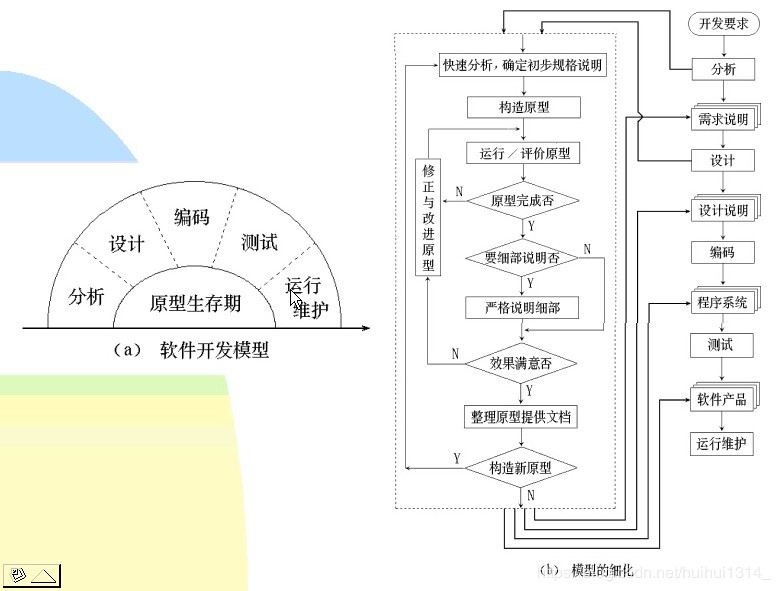 编码
设计
测试
分析
原型生存期
运行
维护
(a) 软件开发模型
快速分析，确定初步规格说明
构造原型
运行／评价原型
修正与改进原型
原型完成否
N
Y
要细部说明否
N
Y
严格说明细部
效果满意否
N
Y
整理原型提供文档
构造新原型
Y
N
开发要求
分析
需求说明
设计
设计说明
编码
程序系统
测试
软件产品
运行维护
(b) 模型的细化
net/huihui1314_